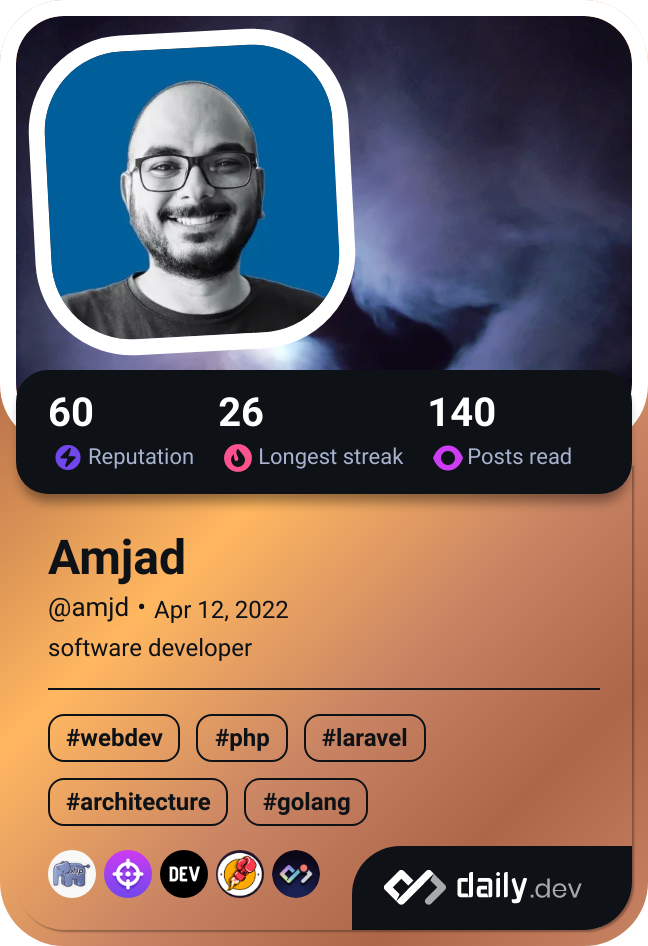 60 26 140
Reputation Longest streak Posts read
Amjad
@amjd • Apr 12, 2022
software developer
#webdev #php #laravel
#architecture #golang
php DEV
daily.dev